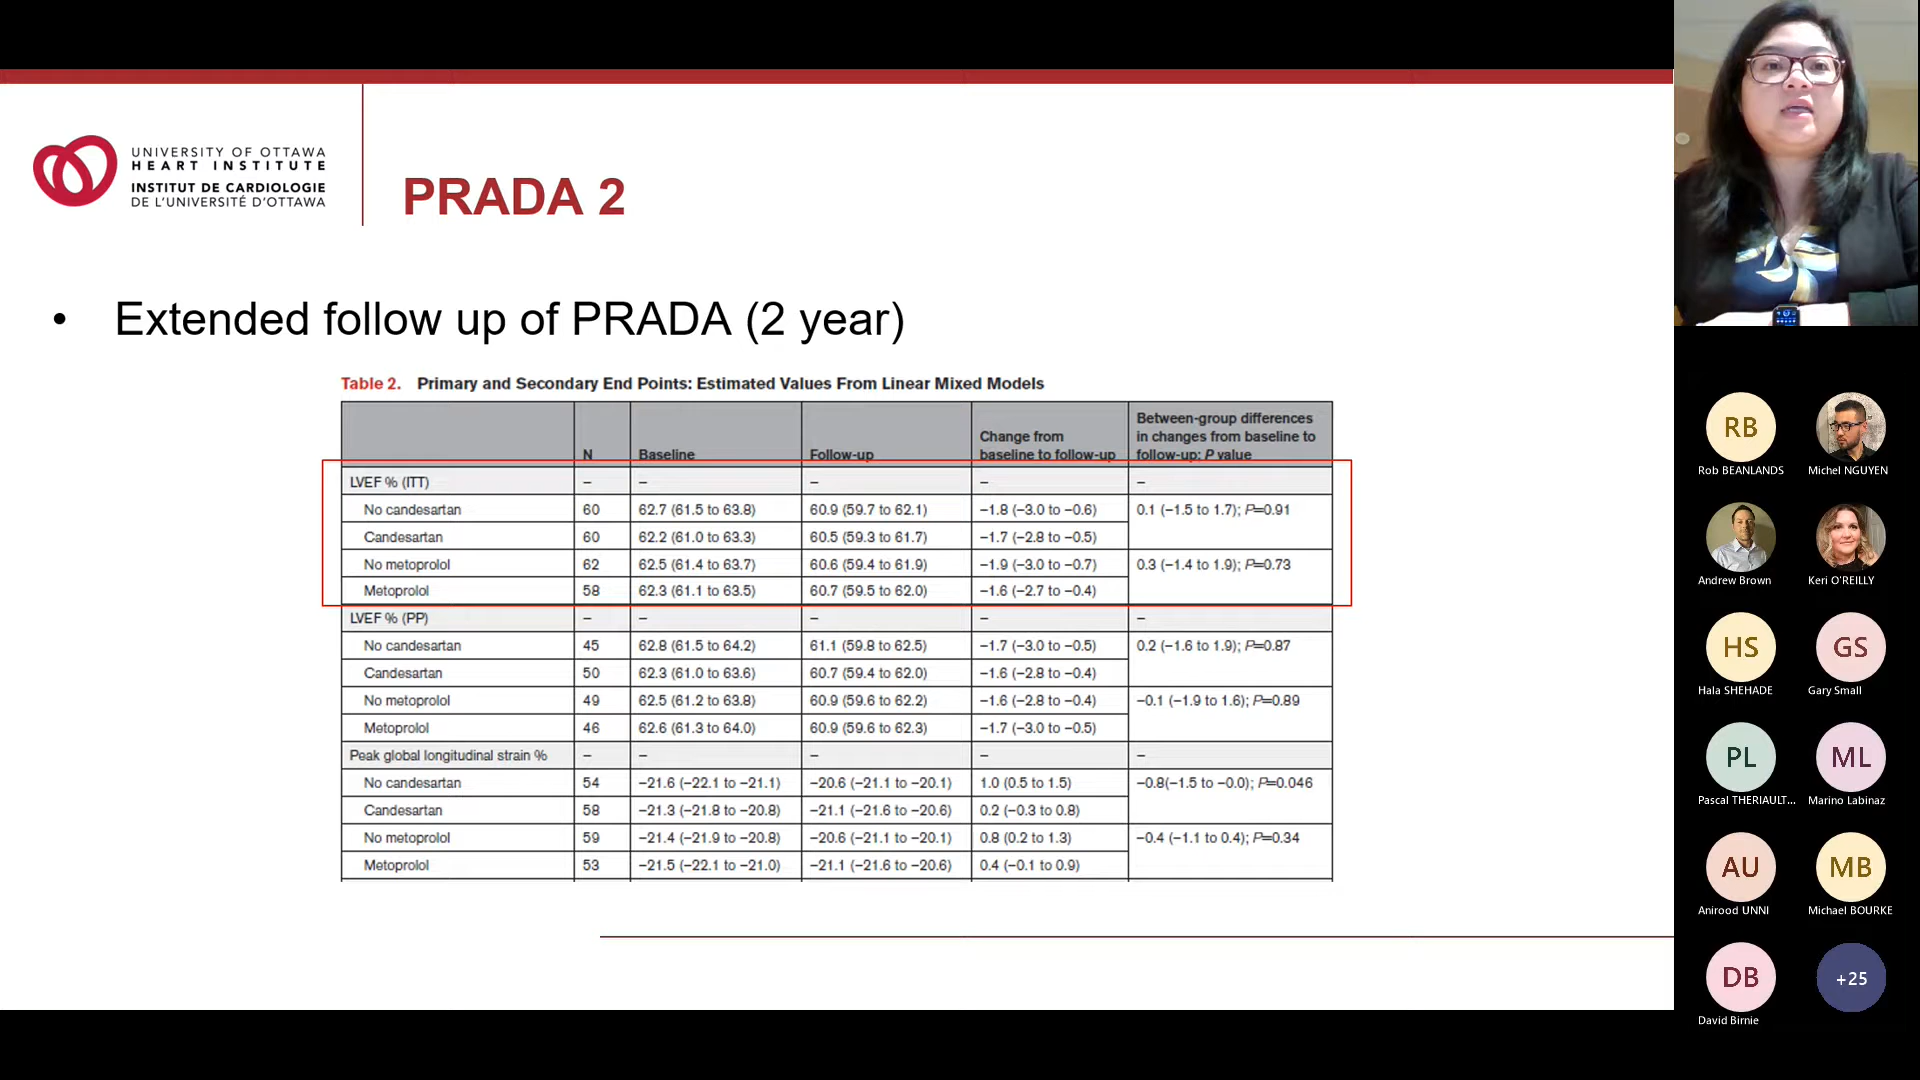 UNIVERSITY OF OTTAWA
HEART INSTITUTE
INSTITUT DE CARDIOLOGIE
DE L'UNIVERSITÉ D'OTTAWA
PRADA 2
• Extended follow up of PRADA (2 year)
Table 2. Primary and Secondary End Points: Estimated Values From Linear Mixed Models
N Baseline Follow-up Change from baseline to follow-up Between-group differences in changes from baseline to follow-up; P value
LVEF % (ITT) – – – – –
No candesartan 60 62.7 (61.5 to 63.8) 60.9 (59.7 to 62.1) −1.8 (−3.0 to −0.6) 0.1 (−1.5 to 1.7); P=0.91
Candesartan 60 62.2 (61.0 to 63.3) 60.5 (59.3 to 61.7) −1.7 (−2.8 to −0.5)
No metoprolol 62 62.5 (61.4 to 63.7) 60.6 (59.4 to 61.9) −1.9 (−3.0 to −0.7) 0.3 (−1.4 to 1.9); P=0.73
Metoprolol 58 62.3 (61.1 to 63.5) 60.7 (59.5 to 62.0) −1.6 (−2.7 to −0.4)
LVEF % (PP) – – – – –
No candesartan 45 62.8 (61.5 to 64.2) 61.1 (59.8 to 62.5) −1.7 (−3.0 to −0.5) 0.2 (−1.6 to 1.9); P=0.87
Candesartan 50 62.3 (61.0 to 63.6) 60.7 (59.4 to 62.0) −1.6 (−2.8 to −0.4)
No metoprolol 49 62.5 (61.2 to 63.8) 60.9 (59.6 to 62.2) −1.6 (−2.8 to −0.4) −0.1 (−1.9 to 1.6); P=0.89
Metoprolol 46 62.6 (61.3 to 64.0) 60.9 (59.6 to 62.3) −1.7 (−3.0 to −0.5)
Peak global longitudinal strain % – – – – –
No candesartan 54 −21.6 (−22.1 to −21.1) −20.6 (−21.1 to −20.1) 1.0 (0.5 to 1.5) −0.8(−1.5 to −0.0); P=0.046
Candesartan 58 −21.3 (−21.8 to −20.8) −21.1 (−21.6 to −20.6) 0.2 (−0.3 to 0.8)
No metoprolol 59 −21.4 (−21.9 to −20.8) −20.6 (−21.1 to −20.1) 0.8 (0.2 to 1.3) −0.4 (−1.1 to 0.4); P=0.34
Metoprolol 53 −21.5 (−22.1 to −21.0) −21.1 (−21.6 to −20.6) 0.4 (−0.1 to 0.9)
RB
Rob BEANLANDS Michel NGUYEN
Andrew Brown Keri O'REILLY
HS GS
Hala SHEHADE Gary Small
PL ML
Pascal THERIAULT... Marino Labinaz
AU MB
Anirood UNNI Michael BOURKE
DB +25
David Birnie